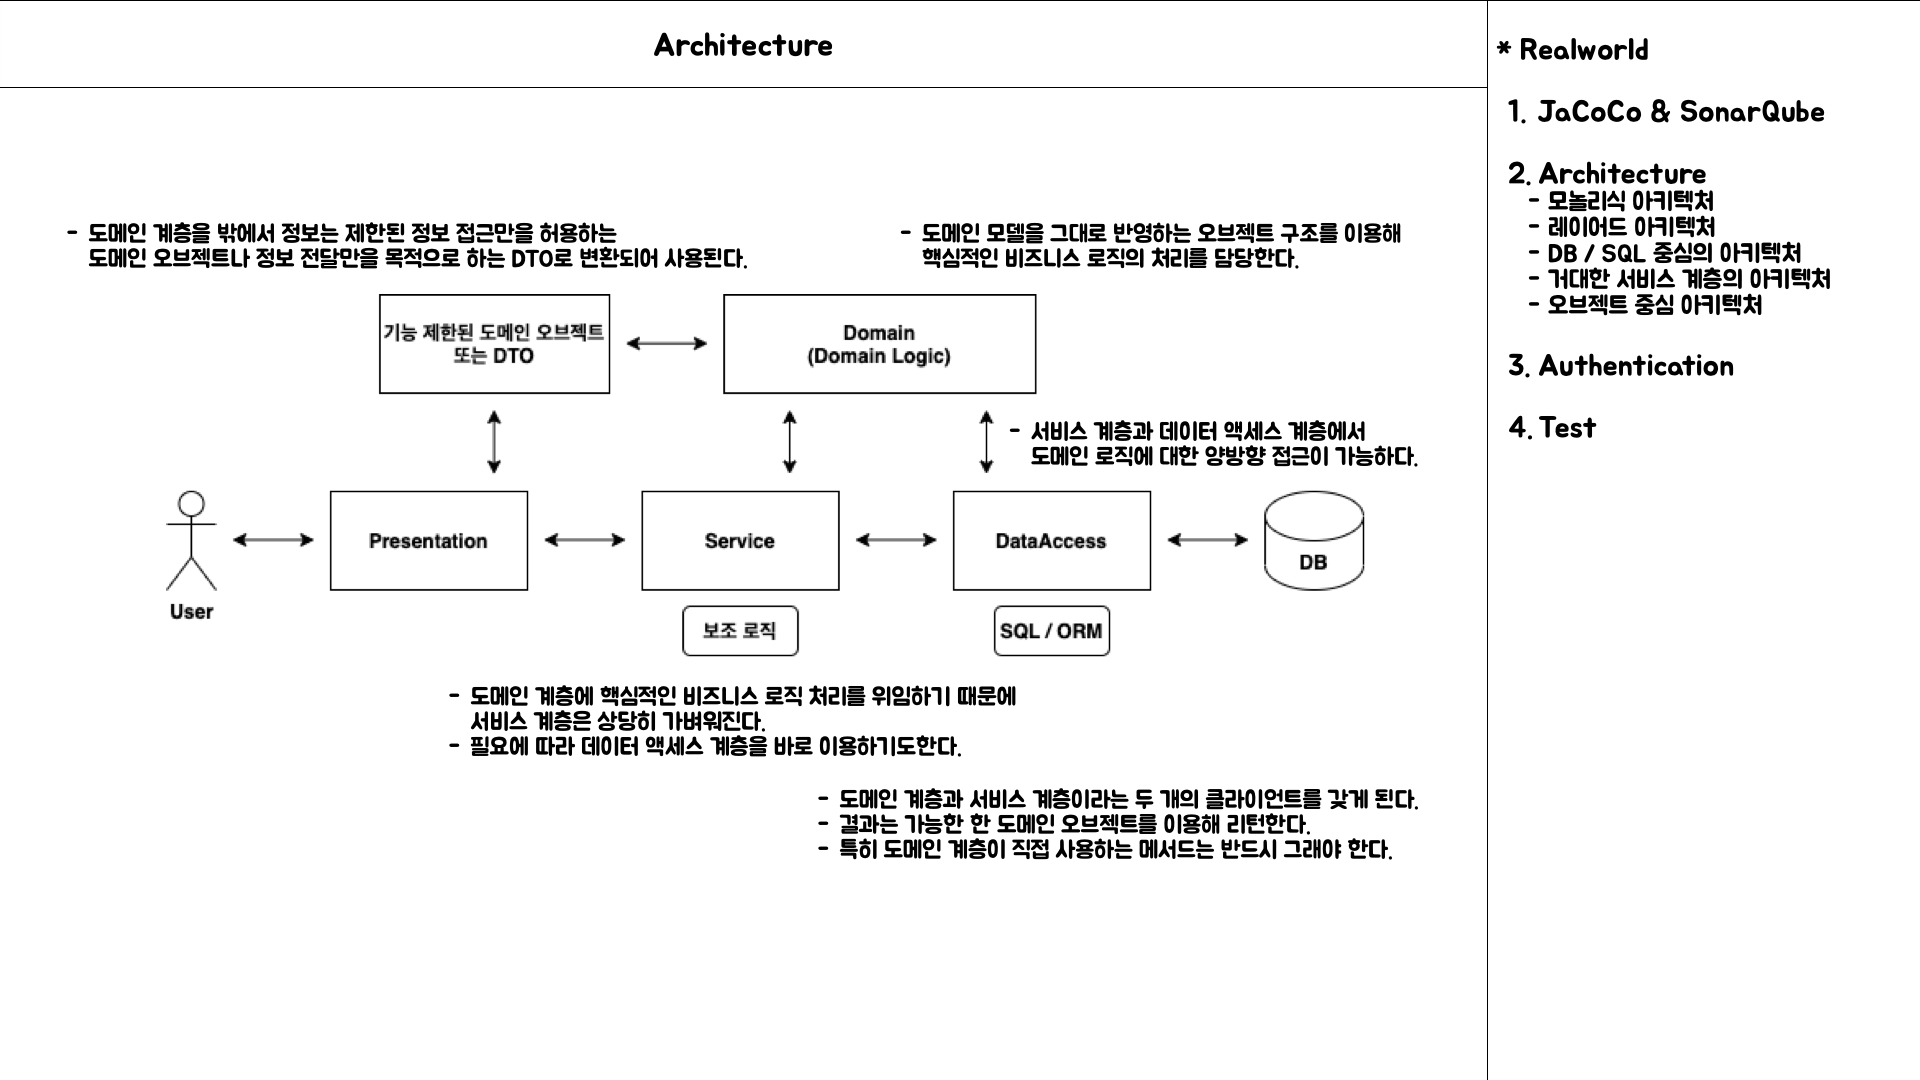 Architecture
- 도메인 계층을 밖에서 정보는 제한된 정보 접근만을 허용하는
도메인 오브젝트나 정보 전달만을 목적으로 하는 DTO로 변환되어 사용된다.
- 도메인 모델을 그대로 반영하는 오브젝트 구조를 이용해
핵심적인 비즈니스 로직의 처리를 담당한다.
기능 제한된 도메인 오브젝트
또는 DTO
Domain
(Domain Logic)
- 서비스 계층과 데이터 액세스 계층에서
도메인 로직에 대한 양방향 접근이 가능하다.
User
Presentation
Service
DataAccess
DB
보조 로직
SQL / ORM
- 도메인 계층에 핵심적인 비즈니스 로직 처리를 위임하기 때문에
서비스 계층은 상당히 가벼워진다.
- 필요에 따라 데이터 액세스 계층을 바로 이용하기도한다.
- 도메인 계층과 서비스 계층이라는 두 개의 클라이언트를 갖게 된다.
- 결과는 가능한 한 도메인 오브젝트를 이용해 리턴한다.
- 특히 도메인 계층이 직접 사용하는 메서드는 반드시 그래야 한다.
* Realworld
1. JaCoCo & SonarQube
2. Architecture
- 모놀리식 아키텍처
- 레이어드 아키텍처
- DB / SQL 중심의 아키텍처
- 거대한 서비스 계층의 아키텍처
- 오브젝트 중심 아키텍처
3. Authentication
4. Test